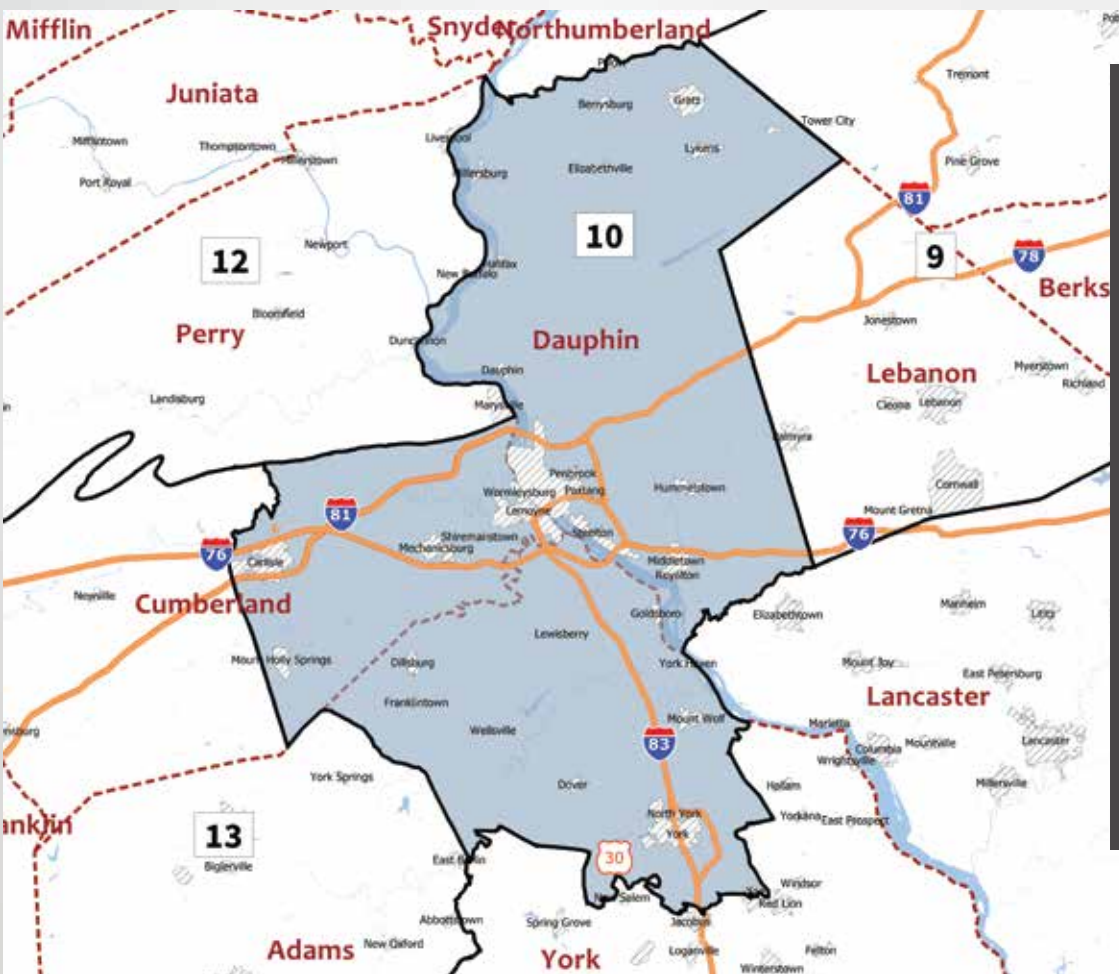 Mifflin
Snyder
Northumberland
Juniata
Tremont
Berrysburg
Gratz
Tower City
Mifflintown
Thompsontown
Millerstown
Liverpool
Lykens
Pine Grove
Port Royal
Millersburg
Elizabethville
81
12
10
9
78
Newport
Halifax
New Buffalo
Berks
Bloomfield
Perry
Duncannon
Dauphin
Jonestown
Lebanon
Myerstown
Richland
Dauphin
Landisburg
Marysville
Cleona
Lebanon
Palmyra
Penbrook
Wormleysburg
Paxtang
Hummelstown
Cornwall
Lemoyne
Mount Gretna
81
76
76
Shiremanstown
Mechanicsburg
Steelton
Carlisle
Middletown
Royalton
Newville
Cumberland
Goldsboro
Elizabethtown
Manheim
Lititz
Lewisberry
Mount Holly Springs
Dillsburg
York Haven
Mount Joy
East Petersburg
Franklintown
Lancaster
Wellsville
Mount Wolf
Marietta
83
Columbia
Mountville
Lancaster
Wrightsville
York Springs
Dover
Hallam
Millersville
North York
York
Yorkana
East Prospect
13
Biglerville
30
East Berlin
New Salem
Windsor
Red Lion
Abbottstown
Spring Grove
Jacobus
Adams
New Oxford
York
Loganville
Felton
Winterstown